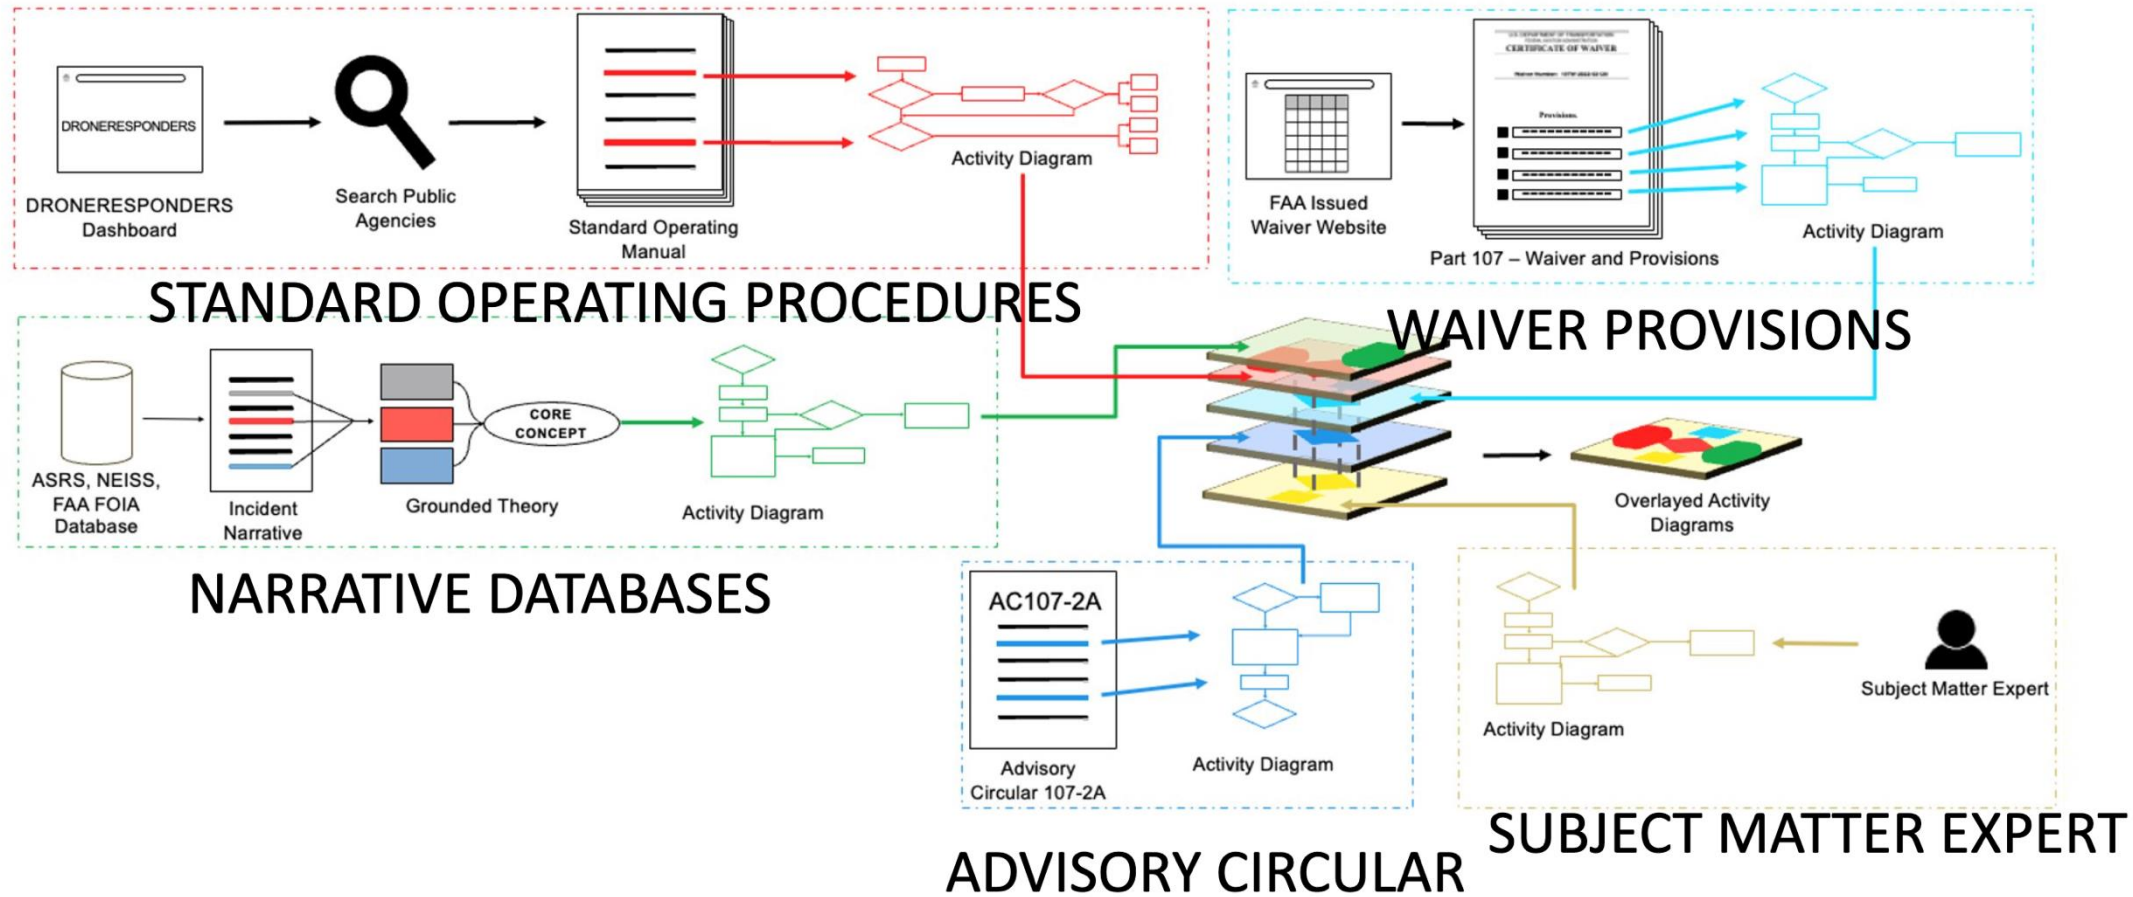 DRONERESPONDERS
DRONERESPONDERS
Dashboard
Search Public
Agencies
Standard Operating
Manual
Activity Diagram
STANDARD OPERATING PROCEDURES
CERTIFICATE OF WAIVER
Provisions.
FAA Issued
Waiver Website
Part 107 – Waiver and Provisions
Activity Diagram
WAIVER PROVISIONS
ASRS, NEISS,
FAA FOIA
Database
Incident
Narrative
Grounded Theory
CORE
CONCEPT
Activity Diagram
NARRATIVE DATABASES
Overlayed Activity
Diagrams
AC107-2A
Advisory
Circular 107-2A
Activity Diagram
ADVISORY CIRCULAR
Activity Diagram
Subject Matter Expert
SUBJECT MATTER EXPERT